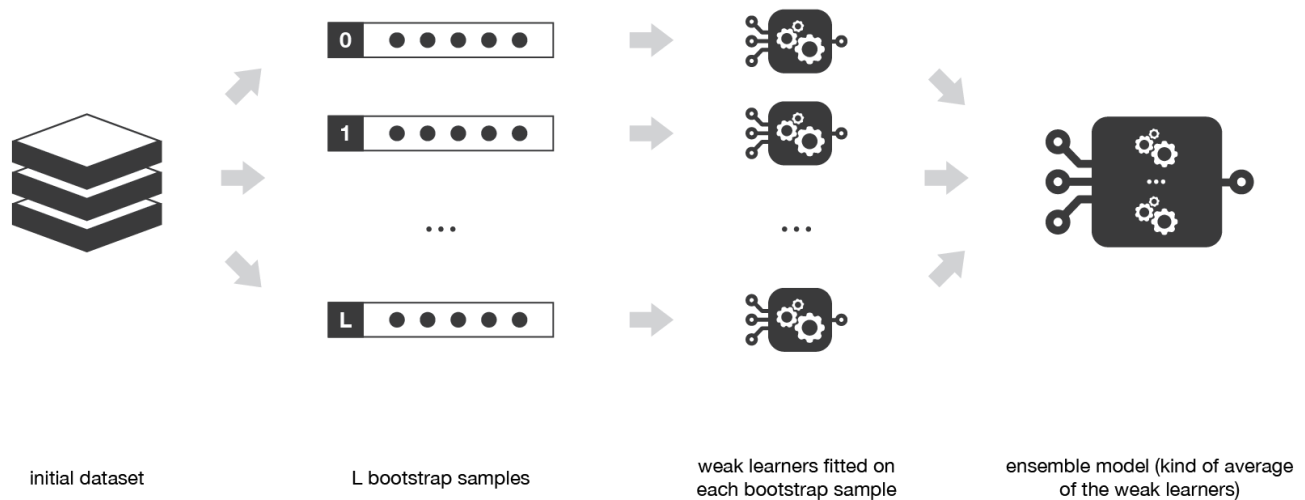 0
1
...
...
...
L
initial dataset
L bootstrap samples
weak learners fitted on
each bootstrap sample
ensemble model (kind of average
of the weak learners)